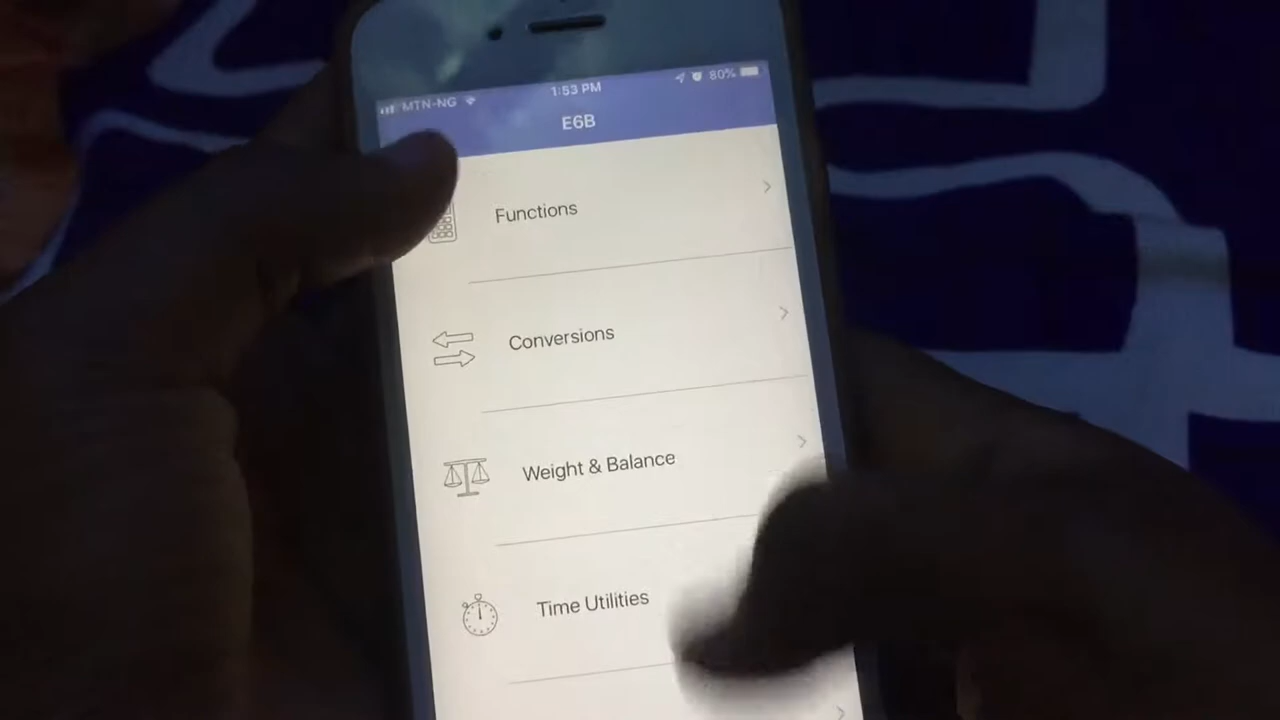 MTN-NG 1:53 PM 80%
E6B
Functions
Conversions
Weight & Balance
Time Utilities